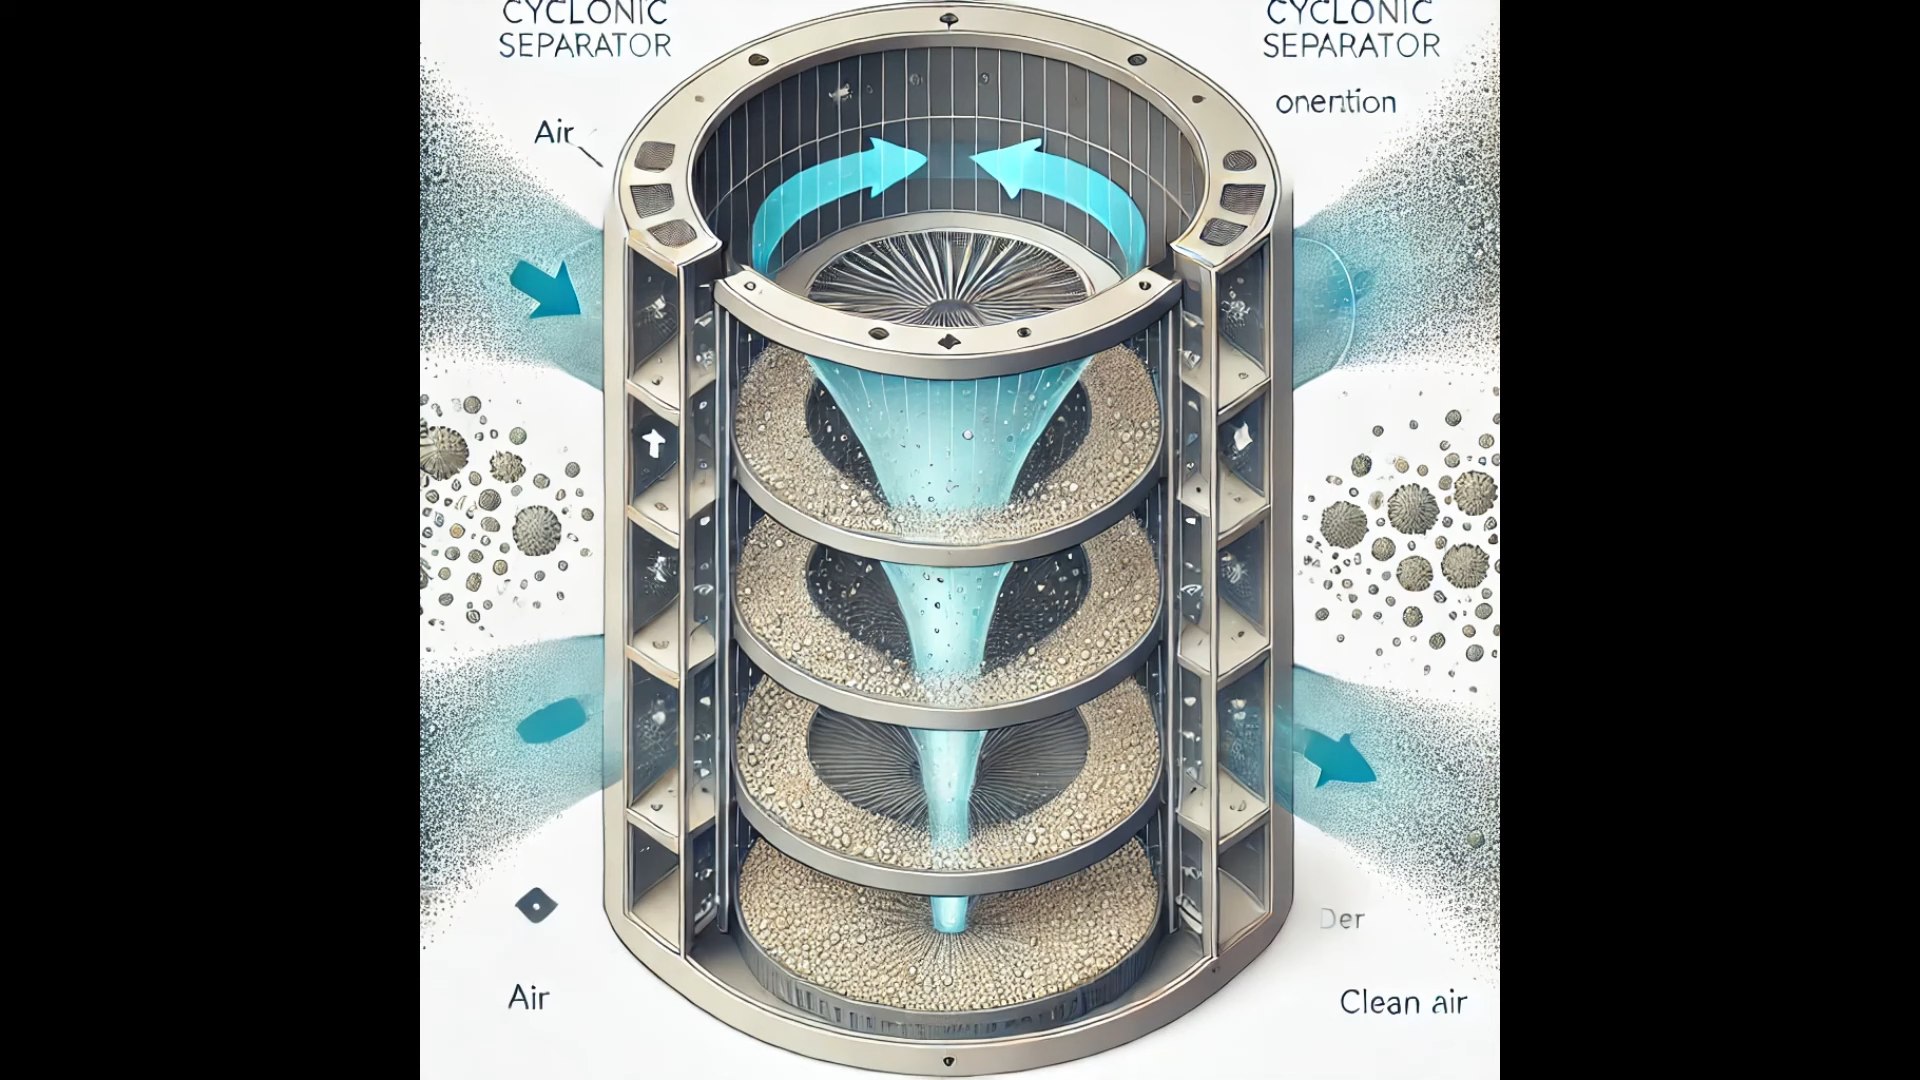 CYCLONIC
SEPARATOR
CYCLONIC
SEPARATOR
onention
Air
Der
Air
Clean air